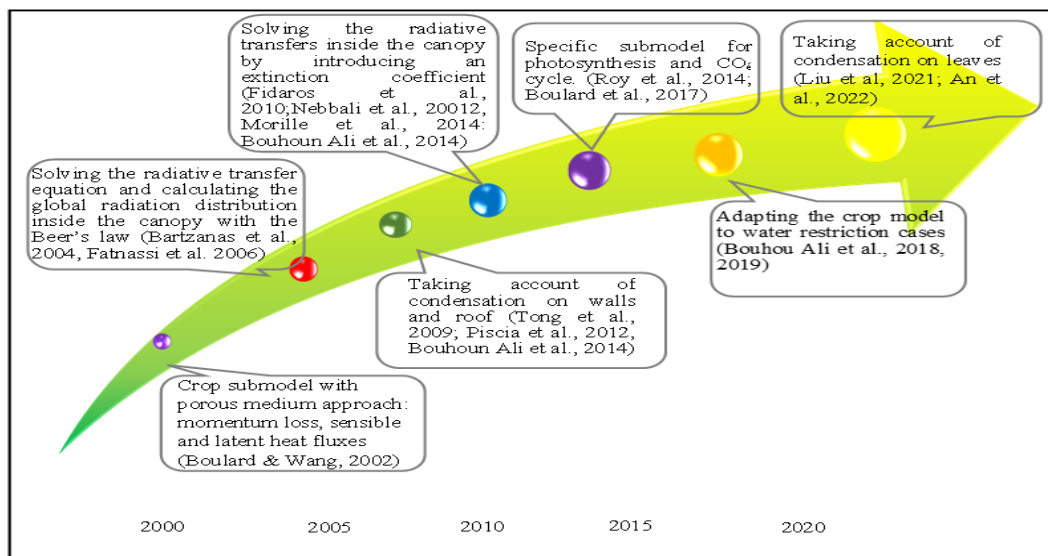 Solving the radiative
transfers inside the canopy
by introducing an
extinction coefficient
(Fidaros et al.,
2010;Nebbali et al., 20012,
Morille et al., 2014:
Bouhoun Ali et al., 2014)
Specific submodel for
photosynthesis and CO₂
cycle. (Roy et al., 2014;
Boulard et al., 2017)
Taking account of
condensation on leaves
(Liu et al, 2021; An et
al., 2022)
Solving the radiative transfer
equation and calculating the
global radiation distribution
inside the canopy with the
Beer's law (Bartzanas et al.,
2004, Fatnassi et al. 2006)
Adapting the crop model
to water restriction cases
(Bouhou Ali et al., 2018,
2019)
Taking account of
condensation on walls
and roof (Tong et al.,
2009; Piscia et al., 2012,
Bouhoun Ali et al., 2014)
Crop submodel with
porous medium approach:
momentum loss, sensible
and latent heat fluxes
(Boulard & Wang, 2002)
2000 2005 2010 2015 2020